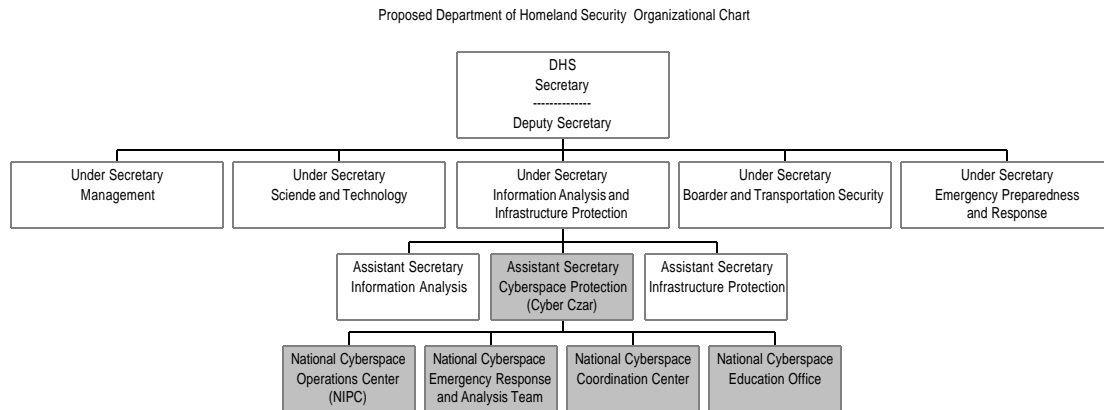 Proposed Department of Homeland Security Organizational Chart
DHS
Secretary
--------------
Deputy Secretary
Under Secretary
Management
Under Secretary
Sciende and Technology
Under Secretary
Information Analysis and
Infrastructure Protection
Under Secretary
Boarder and Transportation Security
Under Secretary
Emergency Preparedness
and Response
Assistant Secretary
Information Analysis
Assistant Secretary
Cyberspace Protection
(Cyber Czar)
Assistant Secretary
Infrastructure Protection
National Cyberspace
Operations Center
(NIPC)
National Cyberspace
Emergency Response
and Analysis Team
National Cyberspace
Coordination Center
National Cyberspace
Education Office